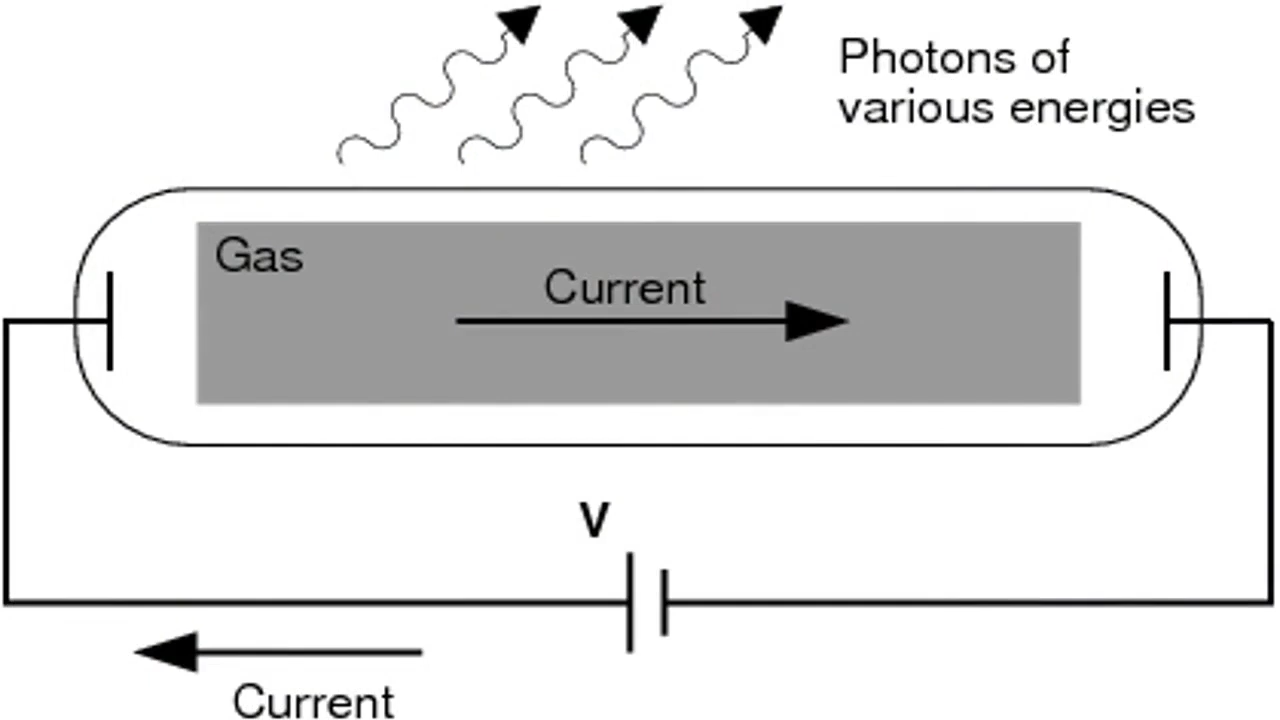 Photons of
various energies
Gas
Current
V
Current